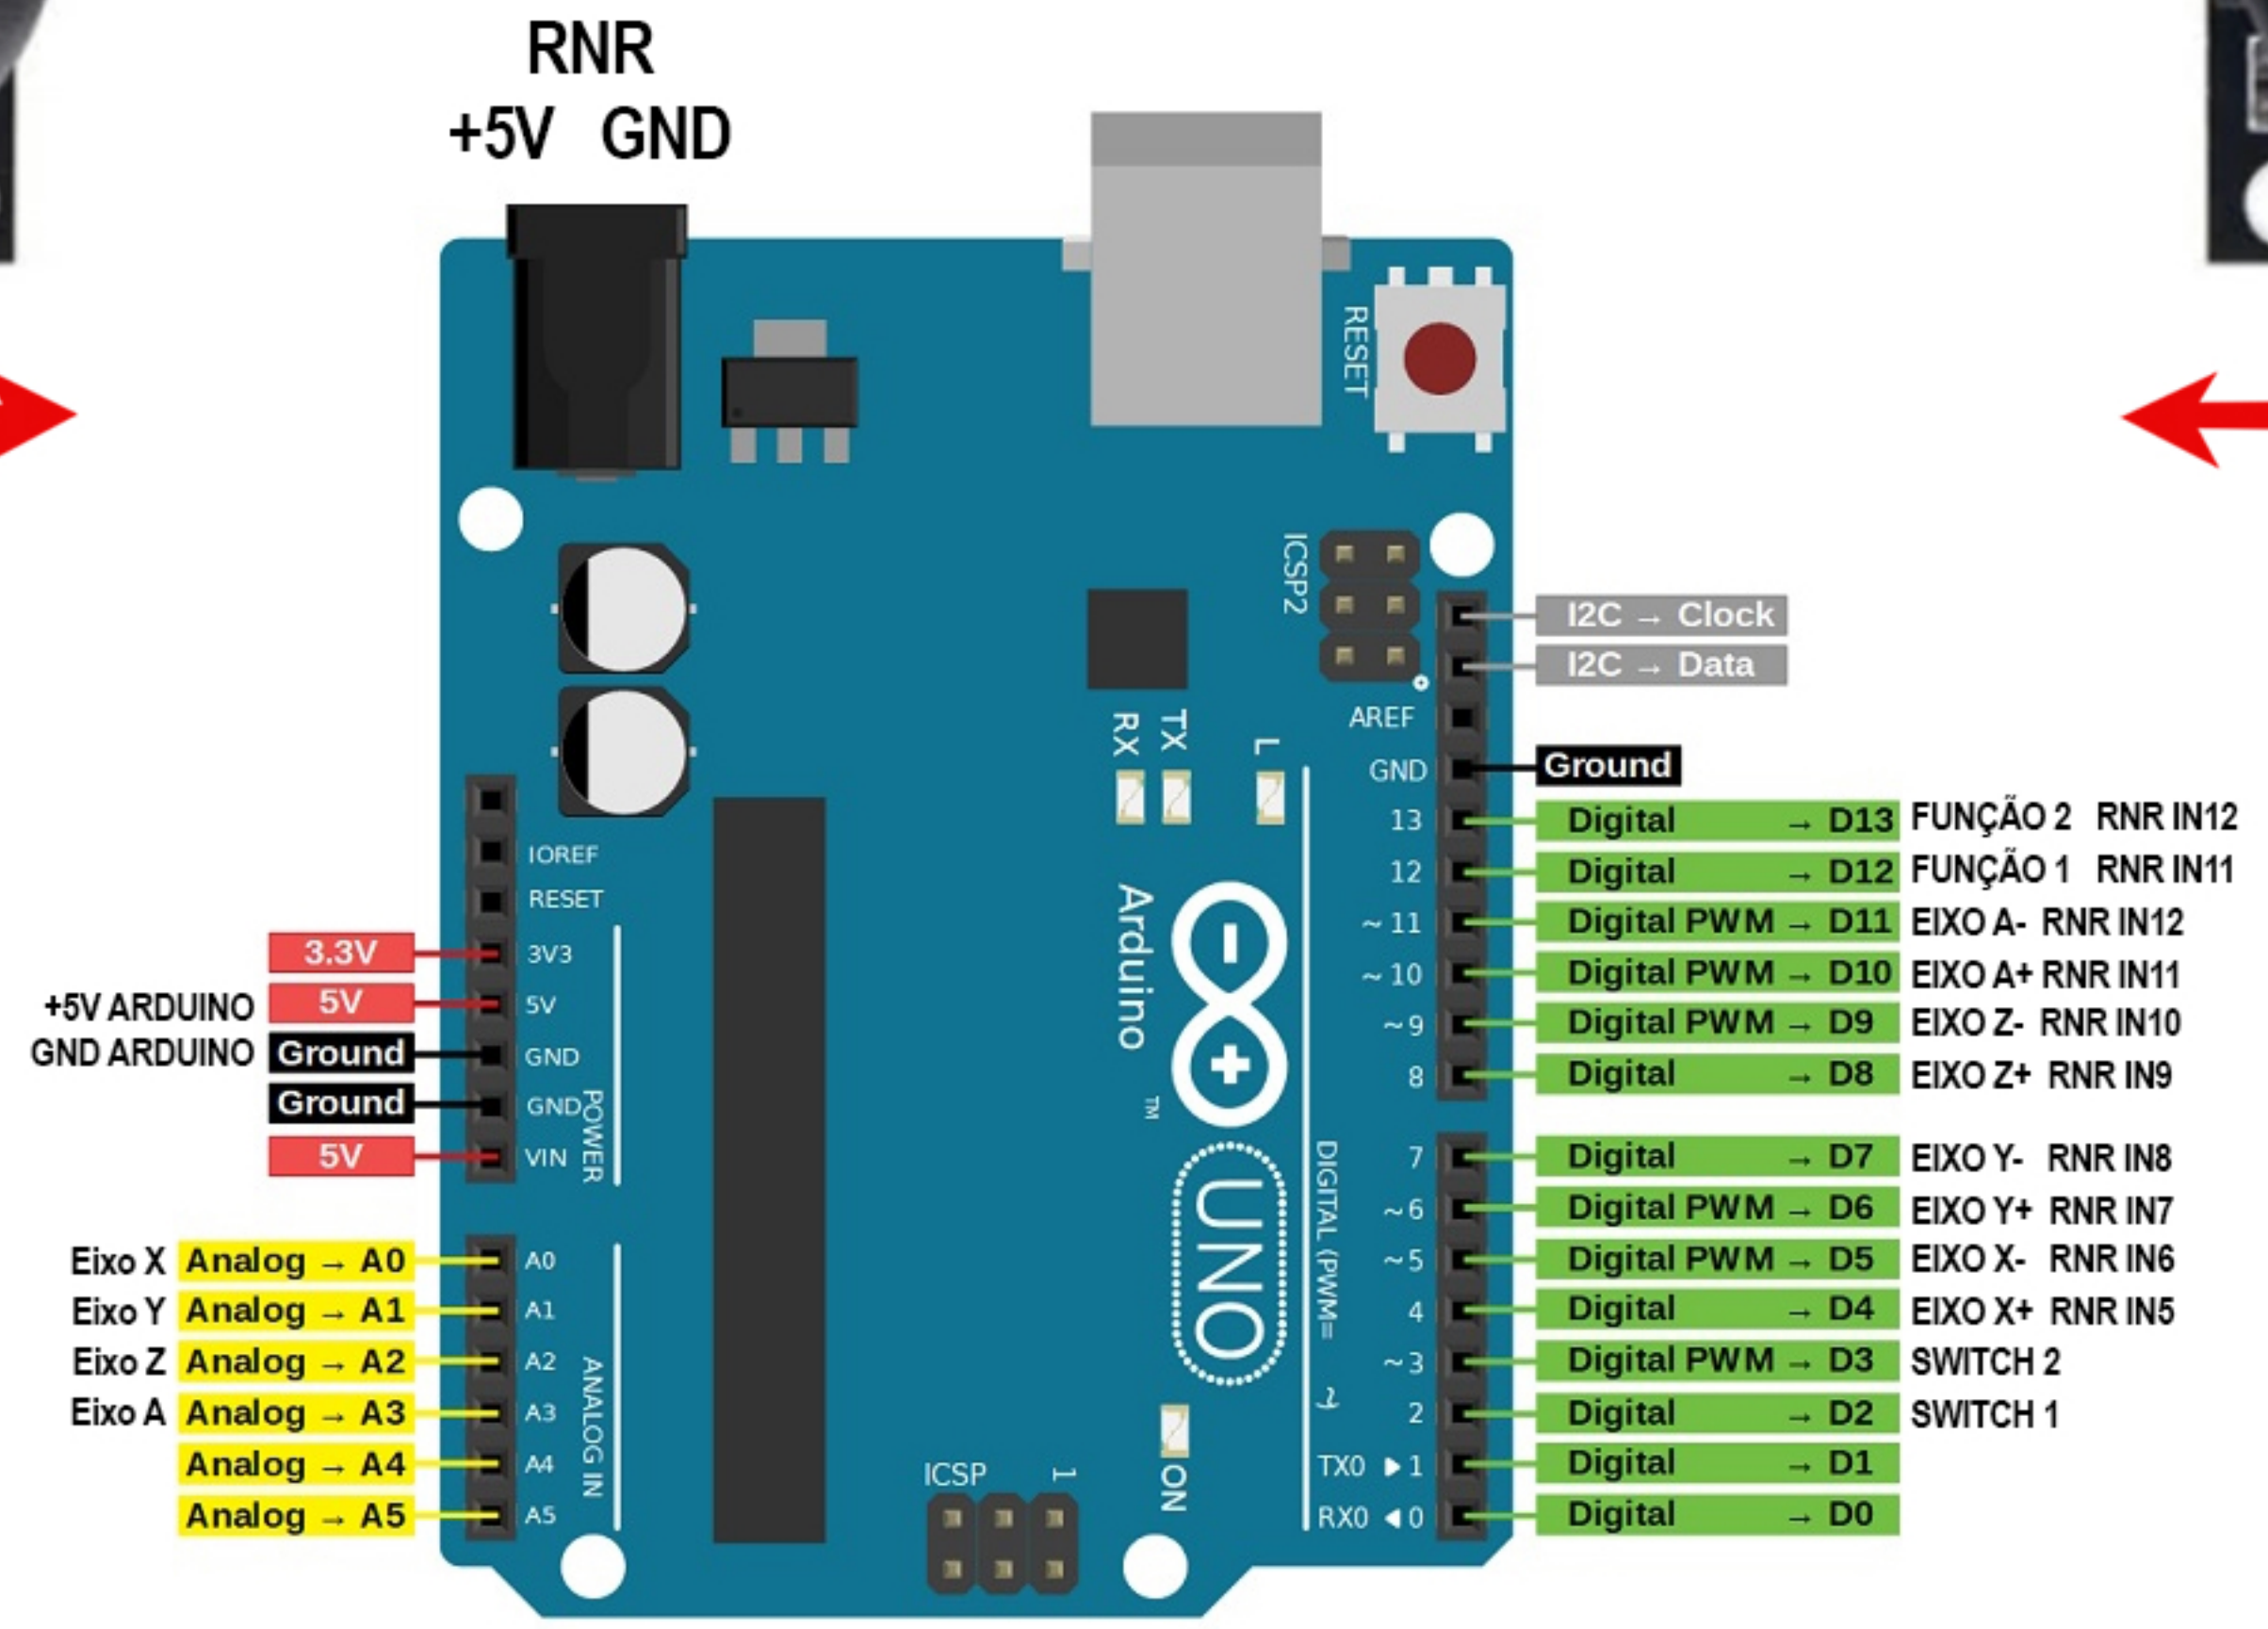 RNR
+5V GND
RESET
ICSP2
I2C → Clock
I2C → Data
AREF
GND Ground
RX TX L
13 Digital → D13 FUNÇÃO 2 RNR IN12
12 Digital → D12 FUNÇÃO 1 RNR IN11
~ 11 Digital PWM → D11 EIXO A- RNR IN12
~ 10 Digital PWM → D10 EIXO A+ RNR IN11
~ 9 Digital PWM → D9 EIXO Z- RNR IN10
8 Digital → D8 EIXO Z+ RNR IN9
7 Digital → D7 EIXO Y- RNR IN8
~ 6 Digital PWM → D6 EIXO Y+ RNR IN7
~ 5 Digital PWM → D5 EIXO X- RNR IN6
4 Digital → D4 EIXO X+ RNR IN5
~ 3 Digital PWM → D3 SWITCH 2
2 Digital → D2 SWITCH 1
TX0 ▶ 1 Digital → D1
RX0 ◀ 0 Digital → D0
DIGITAL (PWM= ~)
Arduino ™
UNO
IOREF
RESET
3.3V 3V3
+5V ARDUINO 5V 5V
GND ARDUINO Ground GND
Ground GND
5V VIN
POWER
Eixo X Analog → A0 A0
Eixo Y Analog → A1 A1
Eixo Z Analog → A2 A2
Eixo A Analog → A3 A3
Analog → A4 A4
Analog → A5 A5
ANALOG IN
ICSP 1
ON